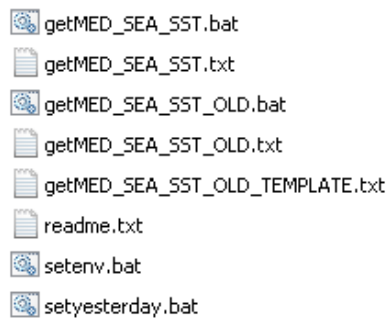 getMED_SEA_SST.bat
getMED_SEA_SST.txt
getMED_SEA_SST_OLD.bat
getMED_SEA_SST_OLD.txt
getMED_SEA_SST_OLD_TEMPLATE.txt
readme.txt
setenv.bat
setyesterday.bat